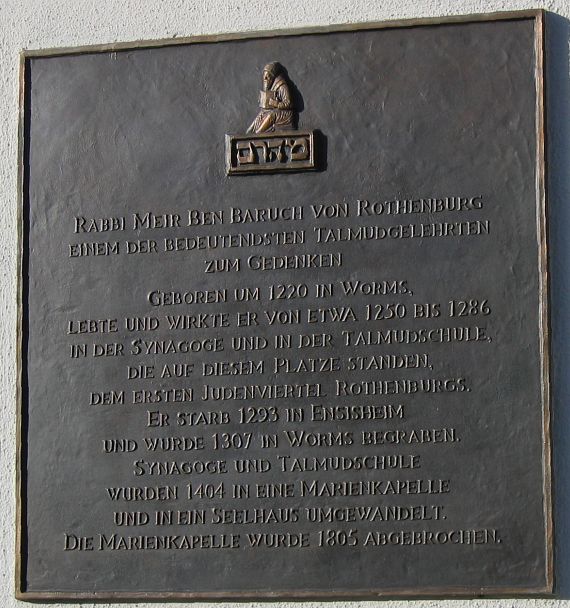 מהרם
RABBI MEIR BEN BARUCH VON ROTHENBURG
EINEM DER BEDEUTENDSTEN TALMUDGELEHRTEN
ZUM GEDENKEN
GEBOREN UM 1220 IN WORMS,
LEBTE UND WIRKTE ER VON ETWA 1250 BIS 1286
IN DER SYNAGOGE UND IN DER TALMUDSCHULE,
DIE AUF DIESEM PLATZE STANDEN,
DEM ERSTEN JUDENVIERTEL ROTHENBURGS.
ER STARB 1293 IN ENSISHEIM
UND WURDE 1307 IN WORMS BEGRABEN.
SYNAGOGE UND TALMUDSCHULE
WURDEN 1404 IN EINE MARIENKAPELLE
UND IN EIN SEELHAUS UMGEWANDELT.
DIE MARIENKAPELLE WURDE 1805 ABGEBROCHEN.